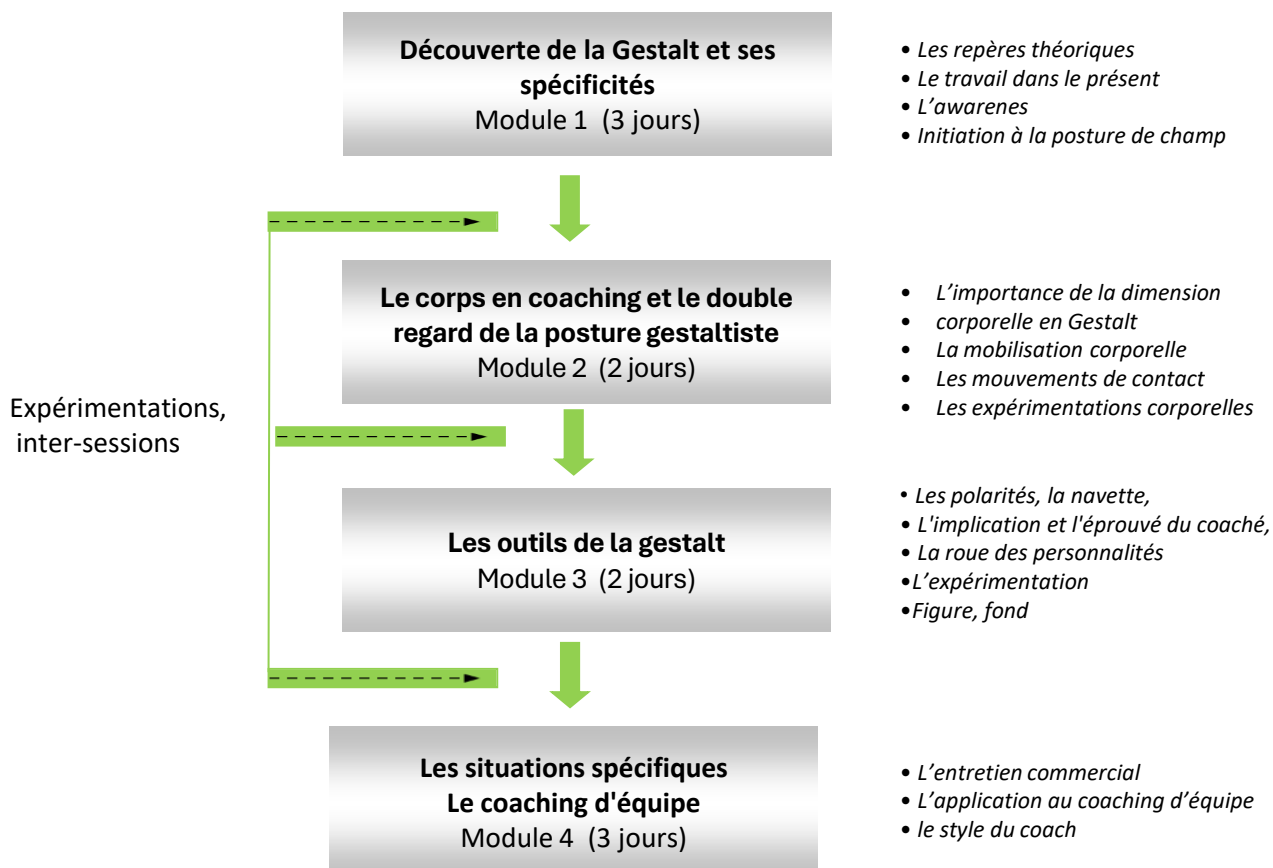 Découverte de la Gestalt et ses
spécificités
Module 1 (3 jours)
• Les repères théoriques
• Le travail dans le présent
• L’awarenes
• Initiation à la posture de champ
Le corps en coaching et le double
regard de la posture gestaltiste
Module 2 (2 jours)
• L’importance de la dimension
• corporelle en Gestalt
• La mobilisation corporelle
• Les mouvements de contact
• Les expérimentations corporelles
Expérimentations,
inter-sessions
Les outils de la gestalt
Module 3 (2 jours)
• Les polarités, la navette,
• L'implication et l'éprouvé du coaché,
• La roue des personnalités
•L’expérimentation
•Figure, fond
Les situations spécifiques
Le coaching d'équipe
Module 4 (3 jours)
• L’entretien commercial
• L’application au coaching d’équipe
• le style du coach